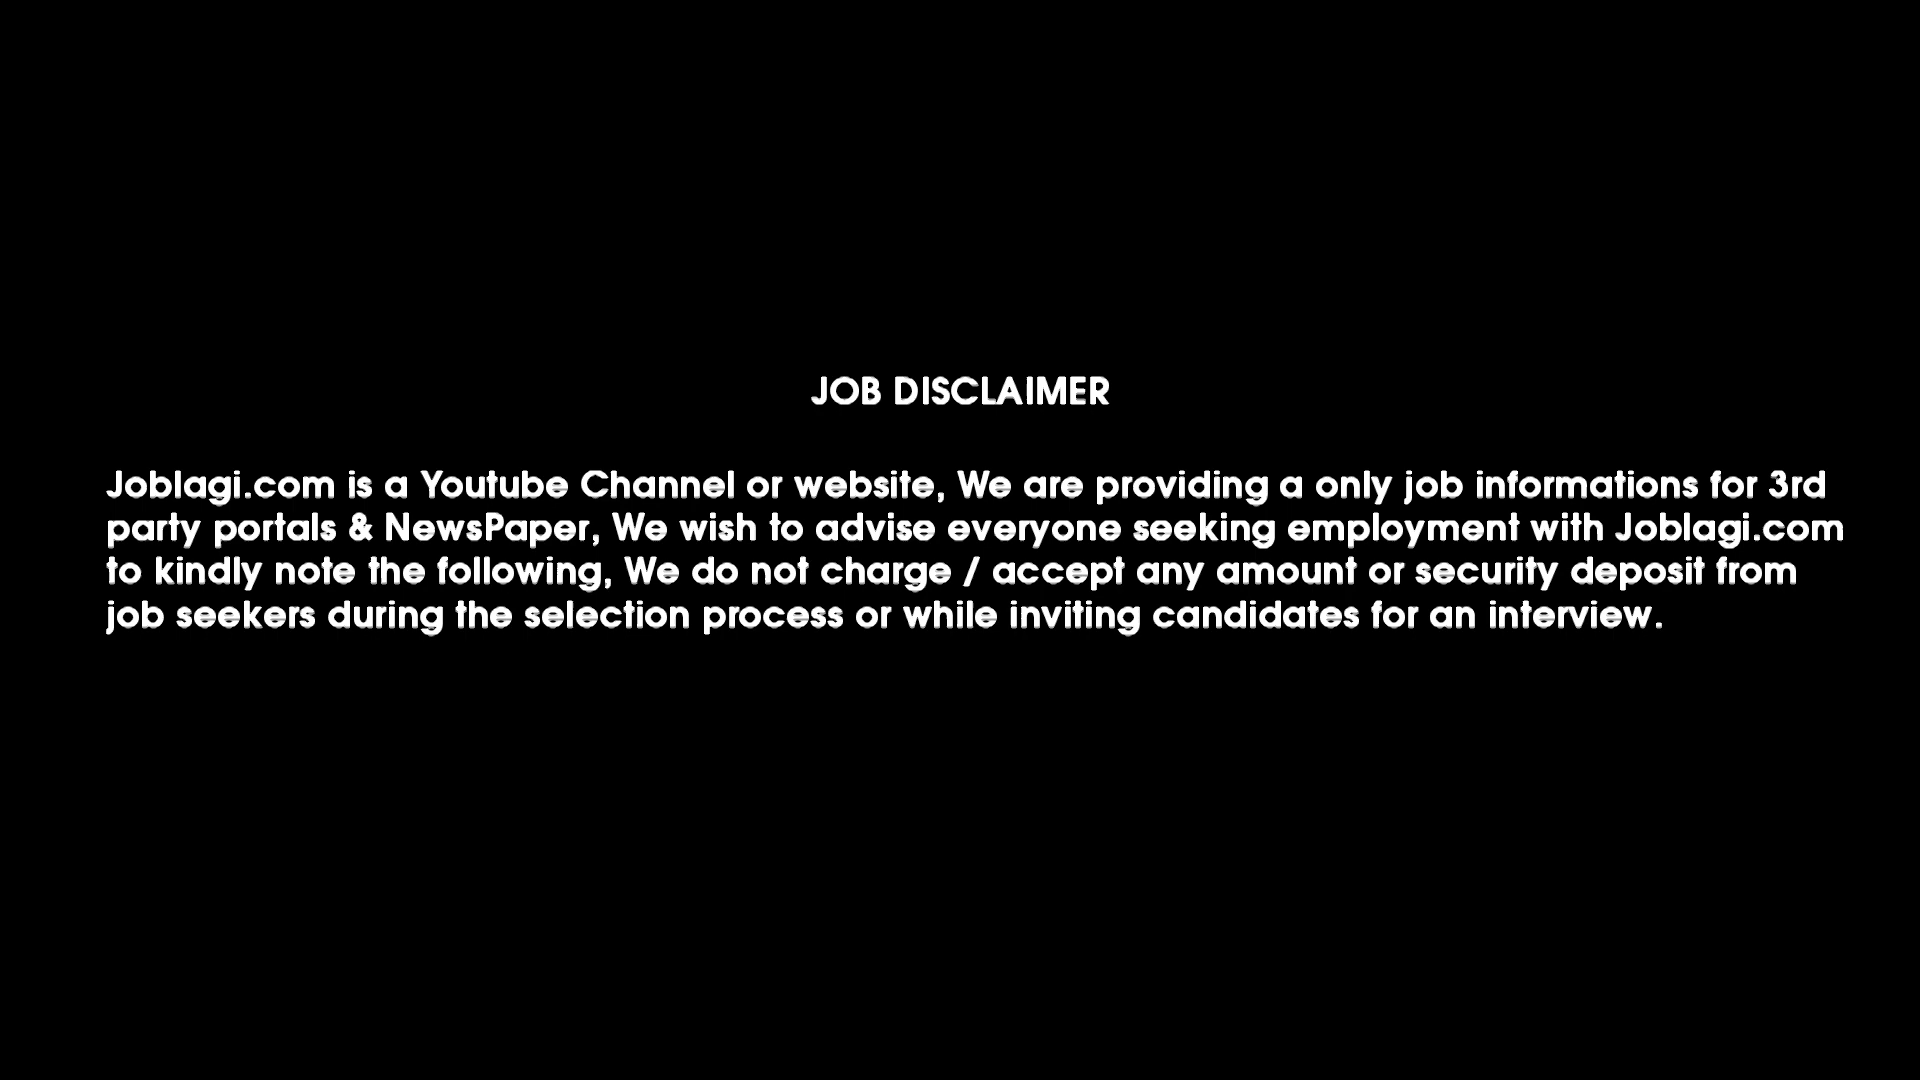 JOB DISCLAIMER
Joblagi.com is a Youtube Channel or website, We are providing a only job informations for 3rd
party portals & NewsPaper, We wish to advise everyone seeking employment with Joblagi.com
to kindly note the following, We do not charge / accept any amount or security deposit from
job seekers during the selection process or while inviting candidates for an interview.